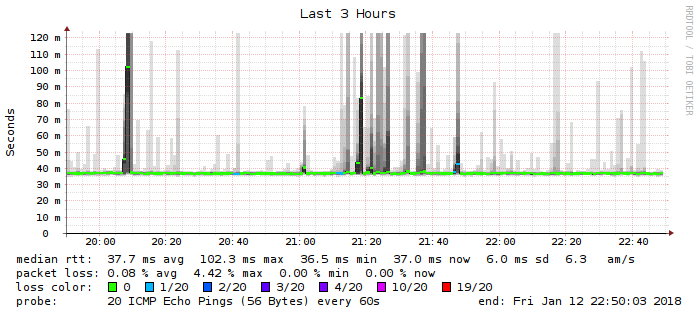 Last 3 Hours
RRDTOOL / TOBI OETIKER
Seconds
120 m
110 m
100 m
90 m
80 m
70 m
60 m
50 m
40 m
30 m
20 m
10 m
0
20:00 20:20 20:40 21:00 21:20 21:40 22:00 22:20 22:40
median rtt: 37.7 ms avg 102.3 ms max 36.5 ms min 37.0 ms now 6.0 ms sd 6.3 am/s
packet loss: 0.08 % avg 4.42 % max 0.00 % min 0.00 % now
loss color: 0 1/20 2/20 3/20 4/20 10/20 19/20
probe: 20 ICMP Echo Pings (56 Bytes) every 60s end: Fri Jan 12 22:50:03 2018